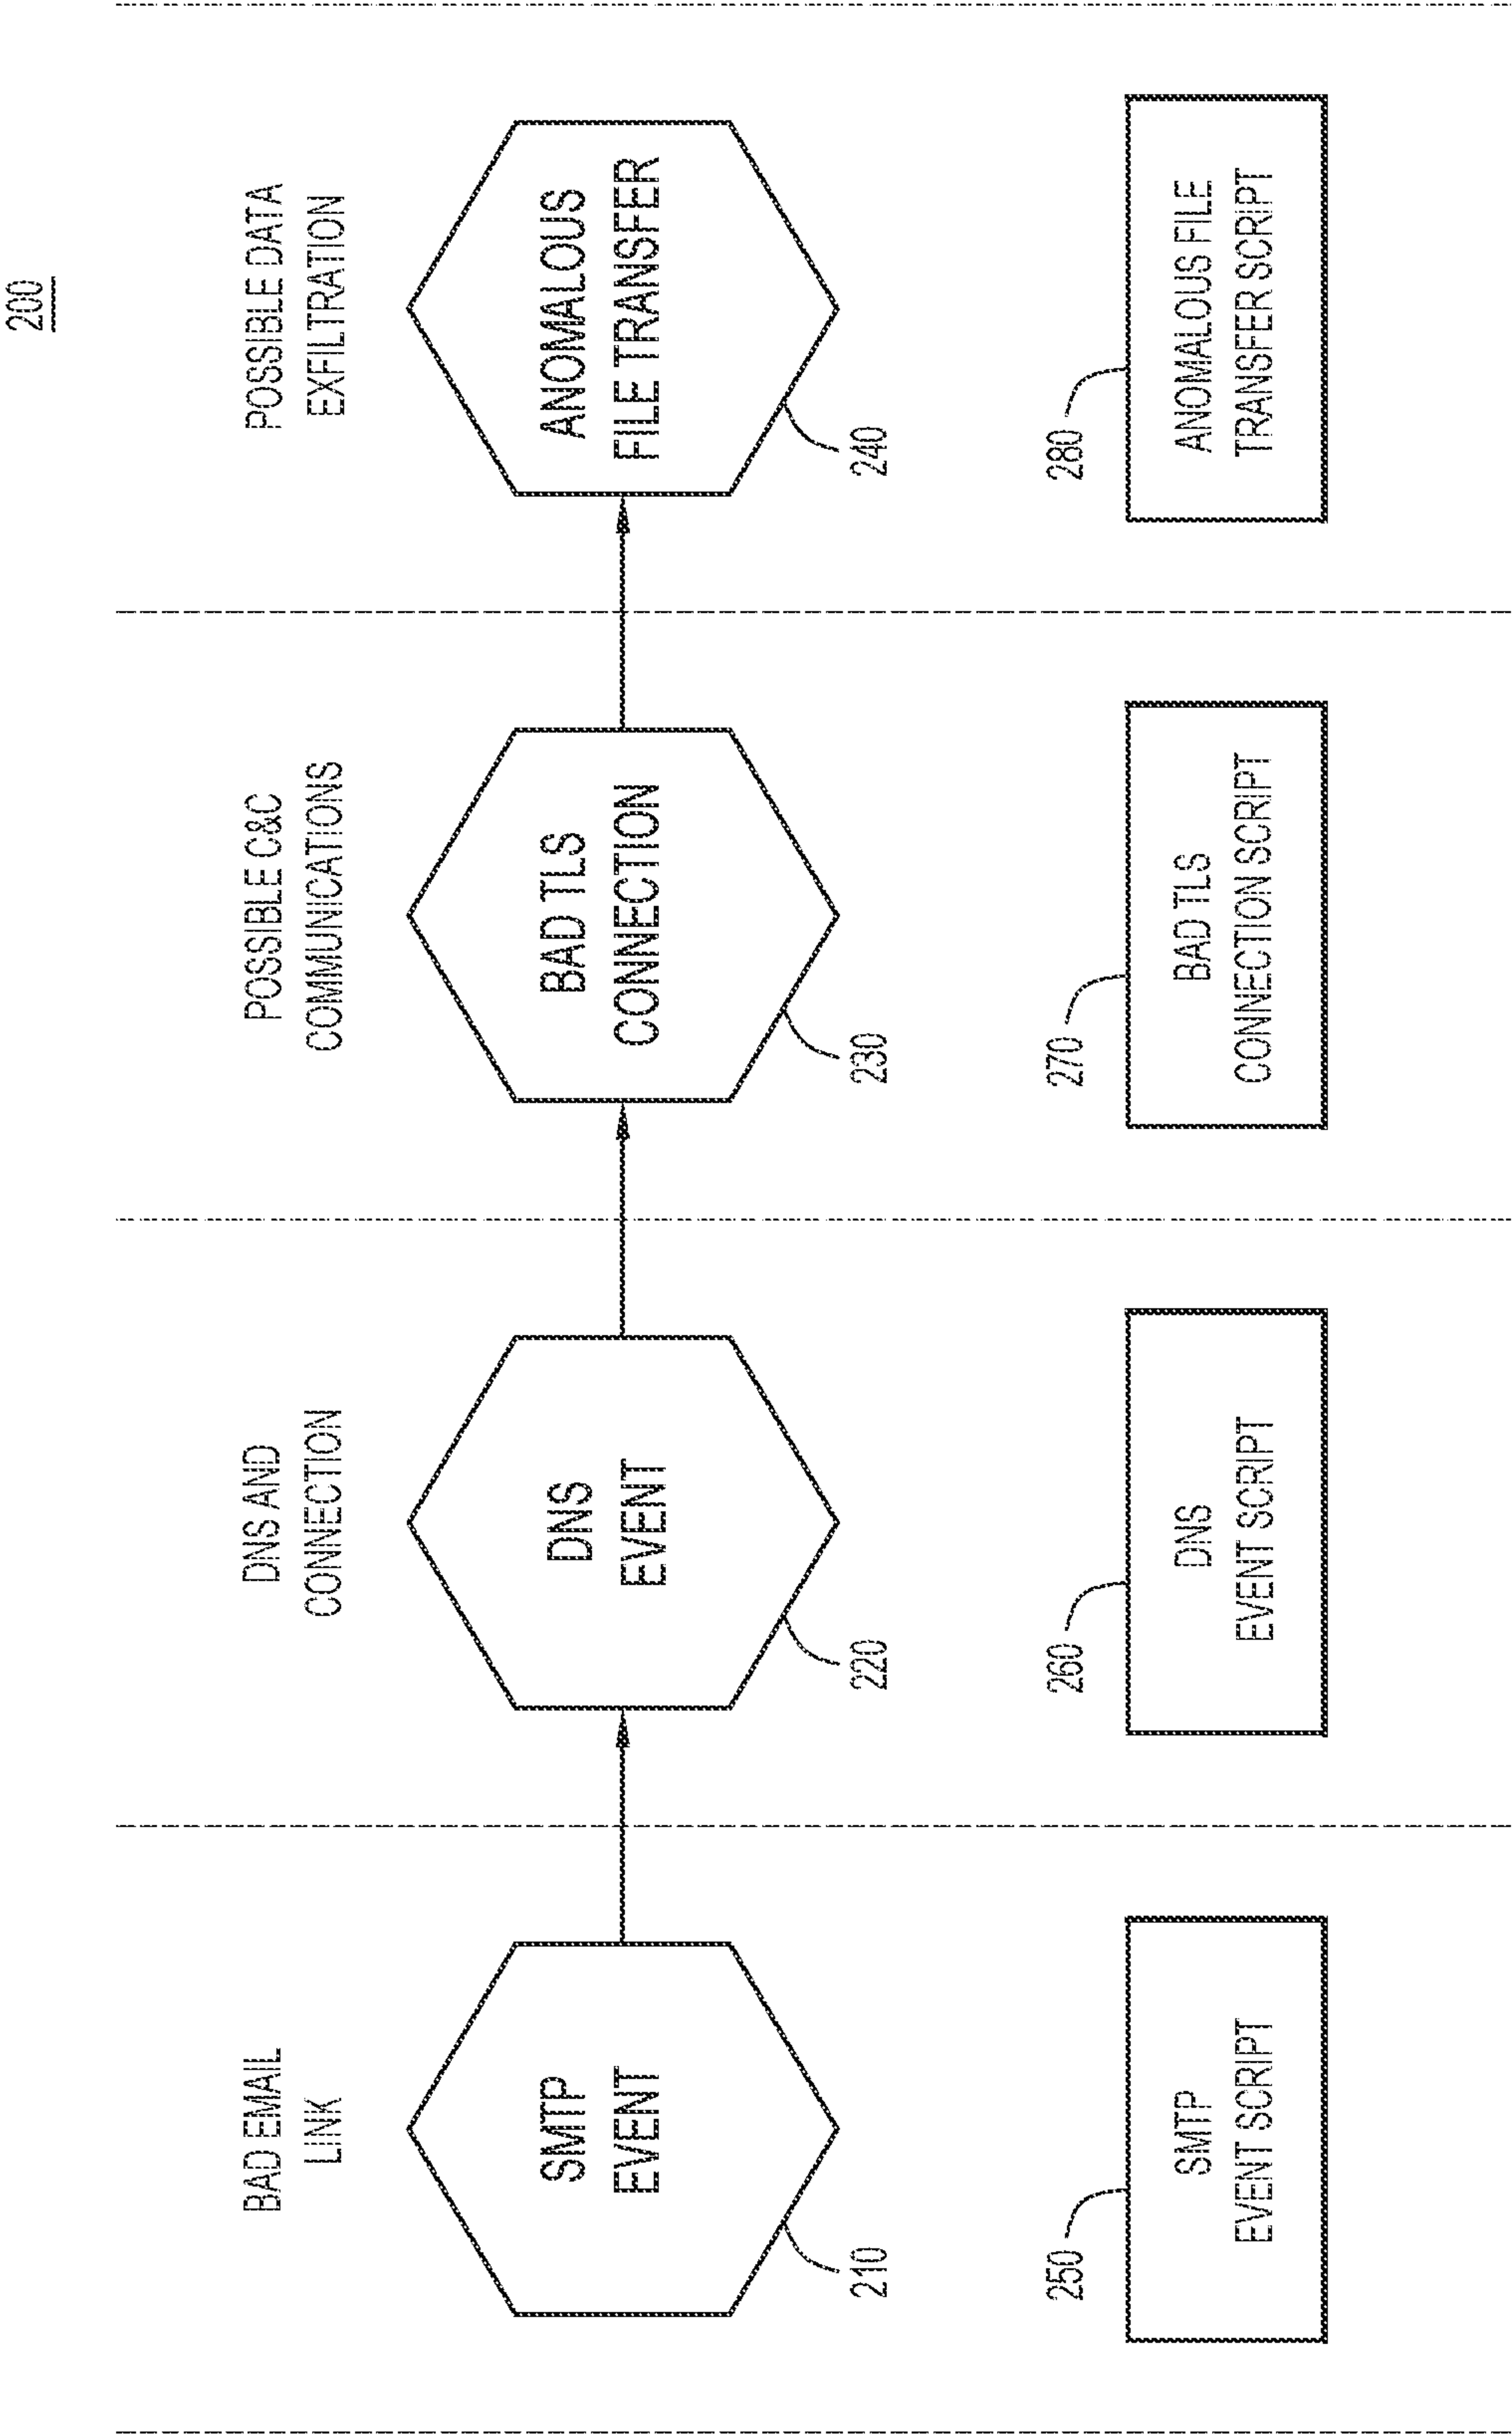 200
BAD EMAIL
LINK
DNS AND
CONNECTION
POSSIBLE C&C
COMMUNICATIONS
POSSIBLE DATA
EXFILTRATION
SMTP
EVENT
210
DNS
EVENT
220
BAD TLS
CONNECTION
230
ANOMALOUS
FILE TRANSFER
240
250
SMTP
EVENT SCRIPT
260
DNS
EVENT SCRIPT
270
BAD TLS
CONNECTION SCRIPT
280
ANOMALOUS FILE
TRANSFER SCRIPT